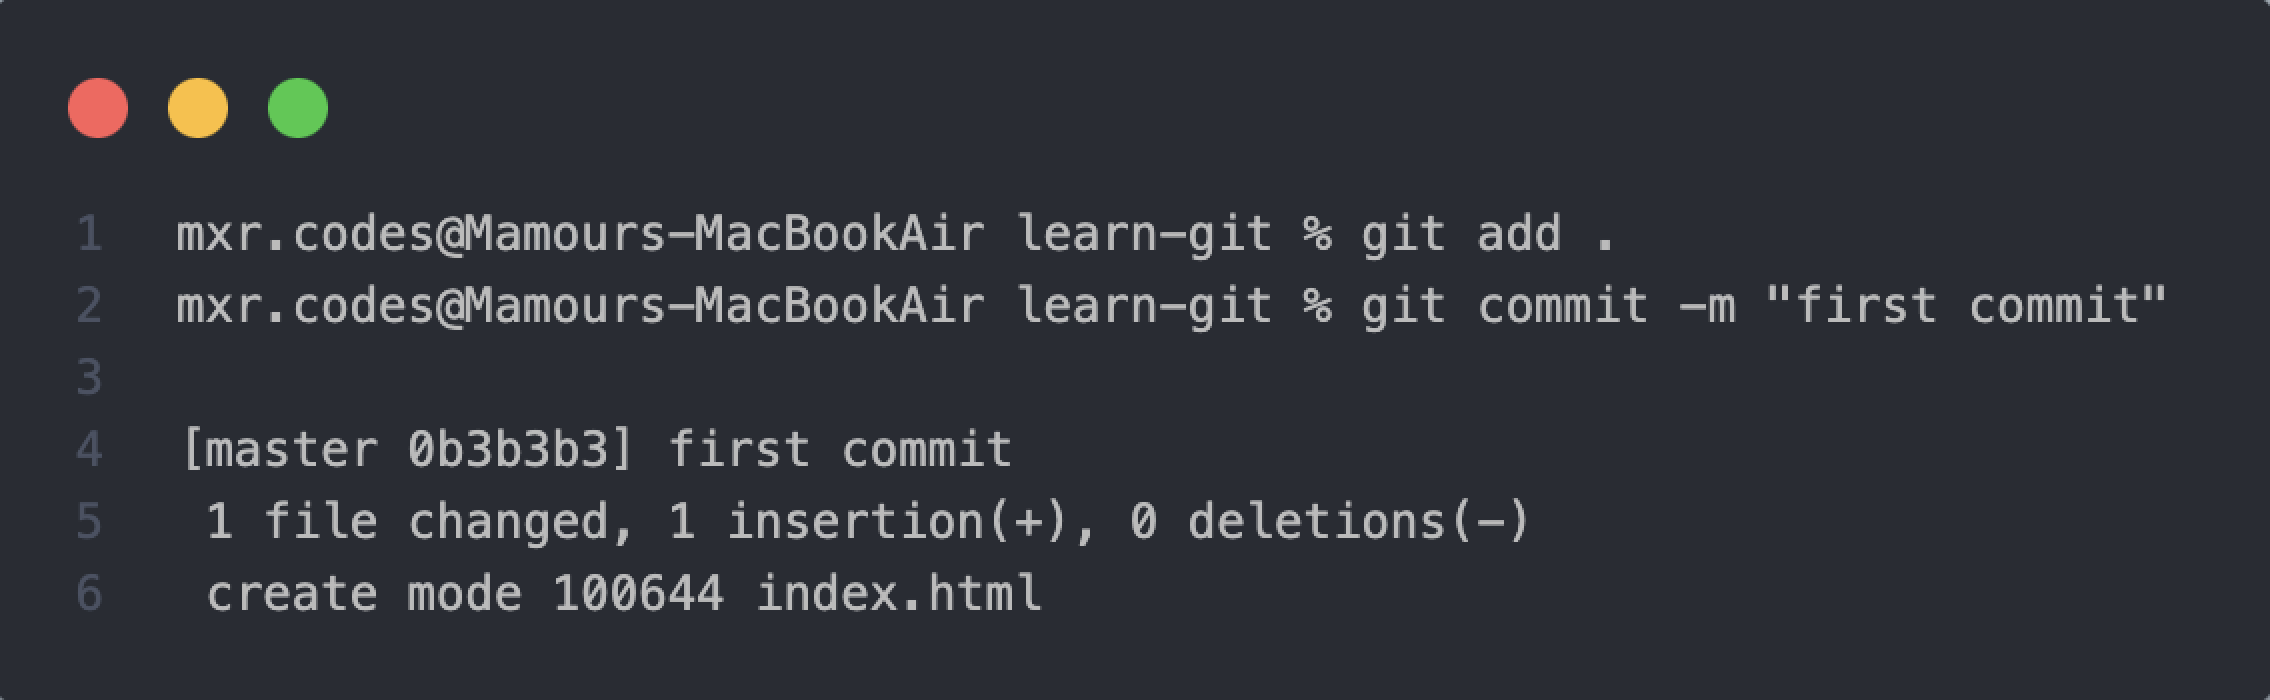 1 mxr.codes@Mamours-MacBookAir learn-git % git add .
2 mxr.codes@Mamours-MacBookAir learn-git % git commit -m "first commit"
3
4 [master 0b3b3b3] first commit
5 1 file changed, 1 insertion(+), 0 deletions(-)
6 create mode 100644 index.html